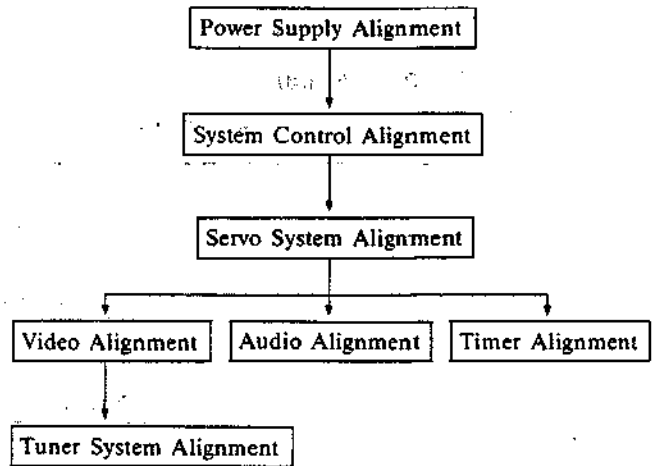 Power Supply Alignment
System Control Alignment
Servo System Alignment
Video Alignment
Audio Alignment
Timer Alignment
Tuner System Alignment